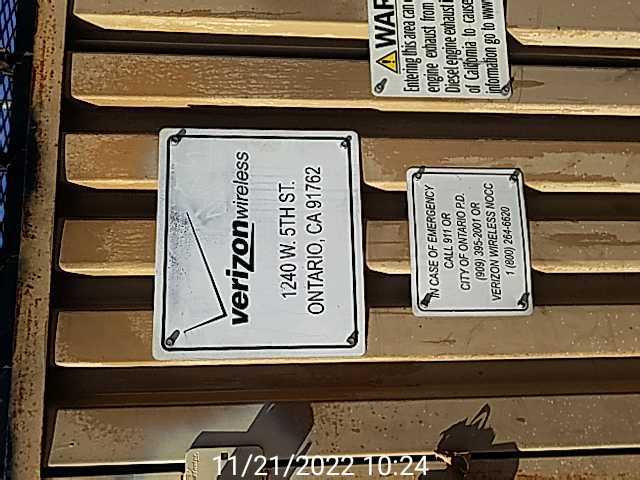 WAR
Entering this area can
engine exhaust from
Diesel engine exhaust
of California to cause
information go to www
verizonwireless
1240 W. 5TH ST.
ONTARIO, CA 91762
IN CASE OF EMERGENCY
CALL 911 OR
CITY OF ONTARIO P.D.
(909) 395-2001 OR
VERIZON WIRELESS NOCC
1 (800) 264-6620
11/21/2022 10:24